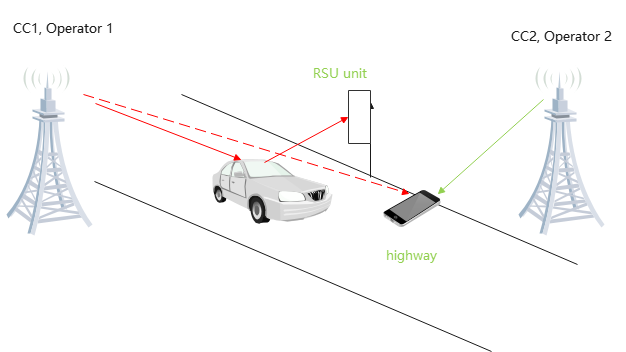 CC1, Operator 1
CC2, Operator 2
RSU unit
highway